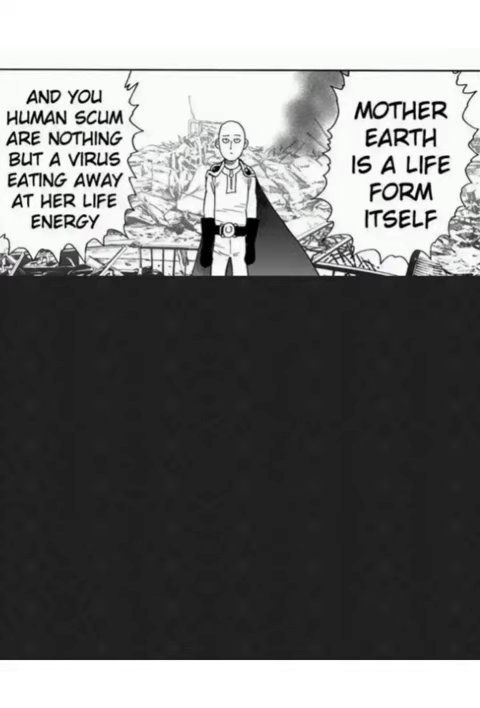 MOTHER
EARTH
IS A LIFE
FORM
ITSELF
AND YOU
HUMAN SCUM
ARE NOTHING
BUT A VIRUS
EATING AWAY
AT HER LIFE
ENERGY